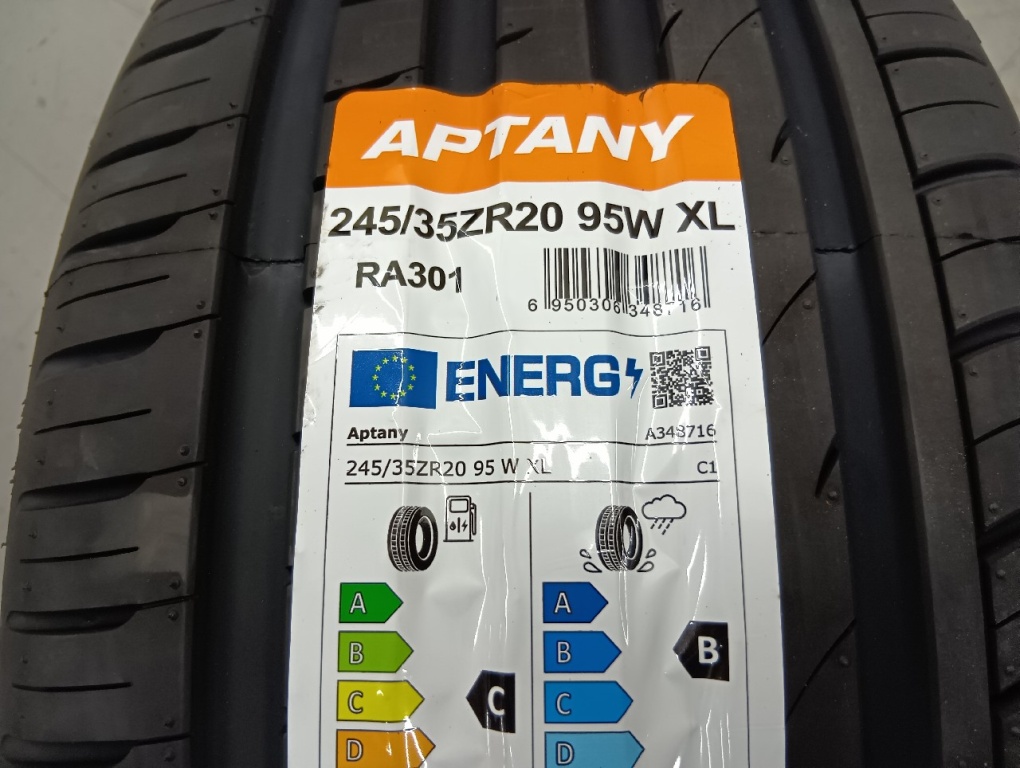 APTANY
245/35ZR20 95W XL
RA301
6 950306 348716
ENERG
Aptany A348716
245/35ZR20 95 W XL C1
A A
B B B
C C C
D D